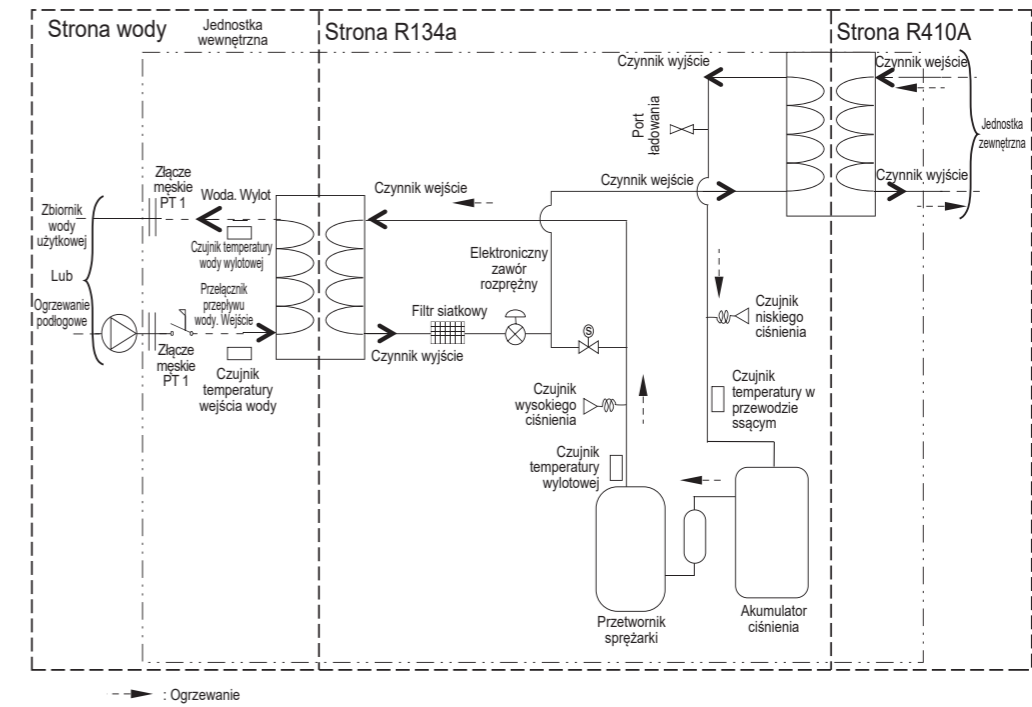 Strona wody
Jednostka
wewnętrzna
Strona R134a
Strona R410A
Czynnik wyjście
Czynnik wejście
Port
ładowania
Jednostka
zewnętrzna
Złącze
męskie
PT 1
Woda. Wylot
Czynnik wejście
Czynnik wejście
Czynnik wyjście
Zbiornik
wody
użytkowej
Czujnik temperatury
wody wylotowej
Lub
Elektroniczny
zawór
rozprężny
Przełącznik
przepływu
wody. Wejście
Ogrzewanie
podłogowe
Filtr siatkowy
Czujnik
niskiego
ciśnienia
S
Złącze
męskie
PT 1
Czynnik wyjście
Czujnik
temperatury
wejścia wody
Czujnik
wysokiego
ciśnienia
Czujnik
temperatury w
przewodzie
ssącym
Czujnik
temperatury
wylotowej
Przetwornik
sprężarki
Akumulator
ciśnienia
: Ogrzewanie